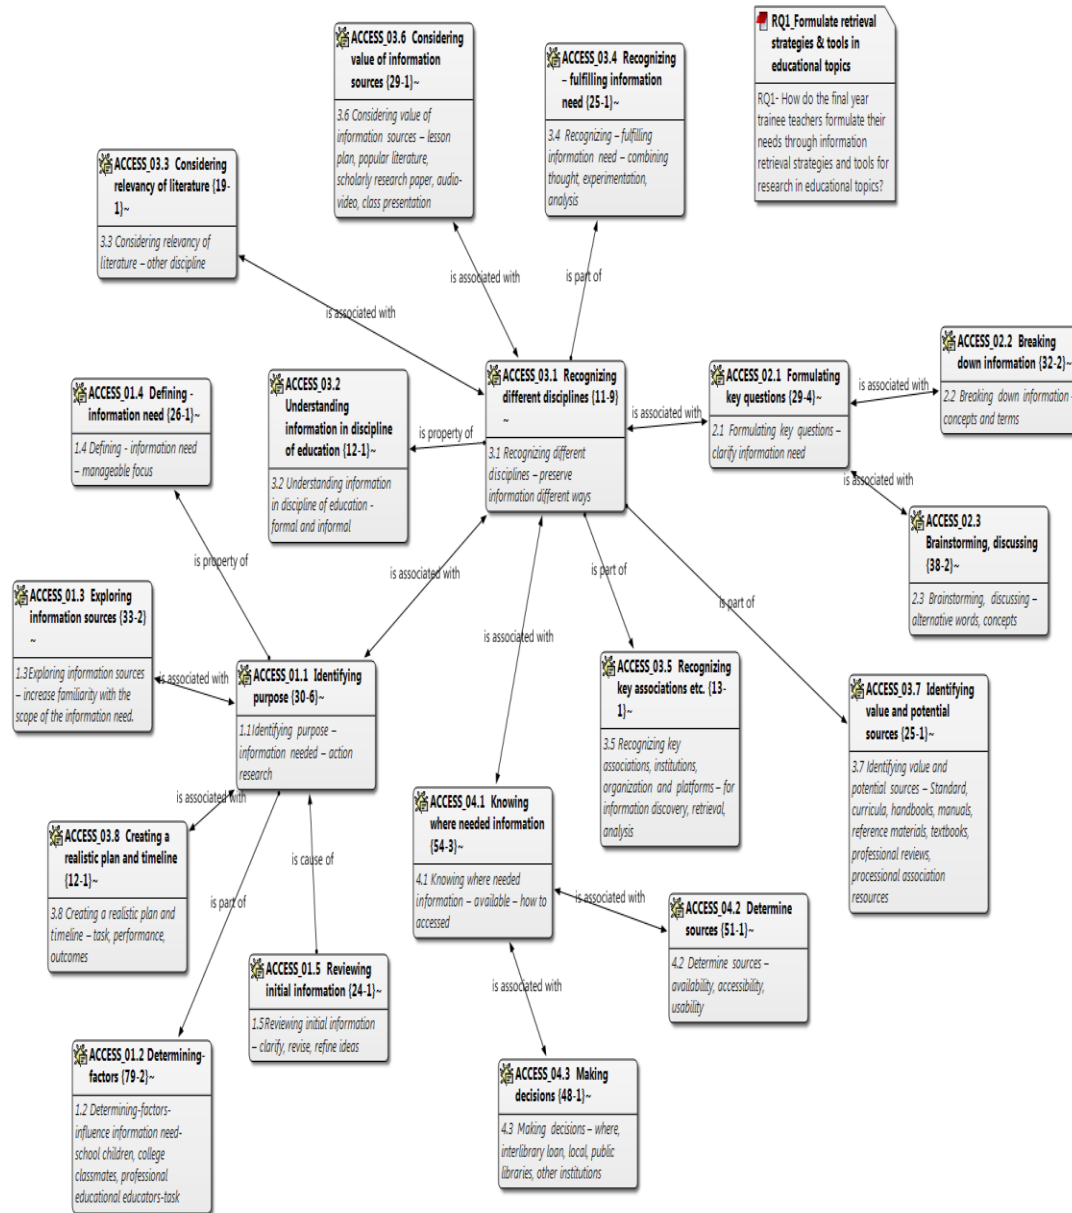 ACCESS_03.6 Considering
value of information
sources {29-1}~
3.6 Considering value of
information sources – lesson
plan, popular literature,
scholarly research paper, audio-
video, class presentation
ACCESS_03.4 Recognizing
– fulfilling information
need {25-1}~
3.4 Recognizing – fulfilling
information need – combining
thought, experimentation,
analysis
RQ1_Formulate retrieval
strategies & tools in
educational topics
RQ1- How do the final year
trainee teachers formulate their
needs through information
retrieval strategies and tools for
research in educational topics?
ACCESS_03.3 Considering
relevancy of literature {19-
1}~
3.3 Considering relevancy of
literature – other discipline
is associated with
is part of
is associated with
ACCESS_01.4 Defining -
information need {26-1}~
1.4 Defining - information need
– manageable focus
ACCESS_03.2
Understanding
information in discipline
of education {12-1}~
3.2 Understanding information
in discipline of education -
formal and informal
is property of
ACCESS_03.1 Recognizing
different disciplines {11-9}
~
3.1 Recognizing different
disciplines – preserve
information different ways
is associated with
ACCESS_02.1 Formulating
key questions {29-4}~
2.1 Formulating key questions –
clarify information need
is associated with
ACCESS_02.2 Breaking
down information {32-2}~
2.2 Breaking down information -
concepts and terms
is associated with
ACCESS_02.3
Brainstorming, discussing
{38-2}~
2.3 Brainstorming, discussing –
alternative words, concepts
is property of
is associated with
is part of
is part of
is associated with
ACCESS_01.3 Exploring
information sources {33-2}
~
1.3 Exploring information sources
– increase familiarity with the
scope of the information need.
is associated with
ACCESS_01.1 Identifying
purpose {30-6}~
1.1 Identifying purpose –
information needed – action
research
ACCESS_03.5 Recognizing
key associations etc. {13-
1}~
3.5 Recognizing key
associations, institutions,
organization and platforms – for
information discovery, retrieval,
analysis
ACCESS_03.7 Identifying
value and potential
sources {25-1}~
3.7 Identifying value and
potential sources – Standard,
curricula, handbooks, manuals,
reference materials, textbooks,
professional reviews,
processional association
resources
is associated with
ACCESS_03.8 Creating a
realistic plan and timeline
{12-1}~
3.8 Creating a realistic plan and
timeline – task, performance,
outcomes
is cause of
is part of
ACCESS_04.1 Knowing
where needed information
{54-3}~
4.1 Knowing where needed
information – available – how to
accessed
is associated with
ACCESS_04.2 Determine
sources {51-1}~
4.2 Determine sources –
availability, accessibility,
usability
ACCESS_01.5 Reviewing
initial information {24-1}~
1.5 Reviewing initial information
– clarify, revise, refine ideas
is associated with
ACCESS_01.2 Determining-
factors {79-2}~
1.2 Determining-factors-
influence information need-
school children, college
classmates, professional
educational educators-task
ACCESS_04.3 Making
decisions {48-1}~
4.3 Making decisions – where,
interlibrary loan, local, public
libraries, other institutions